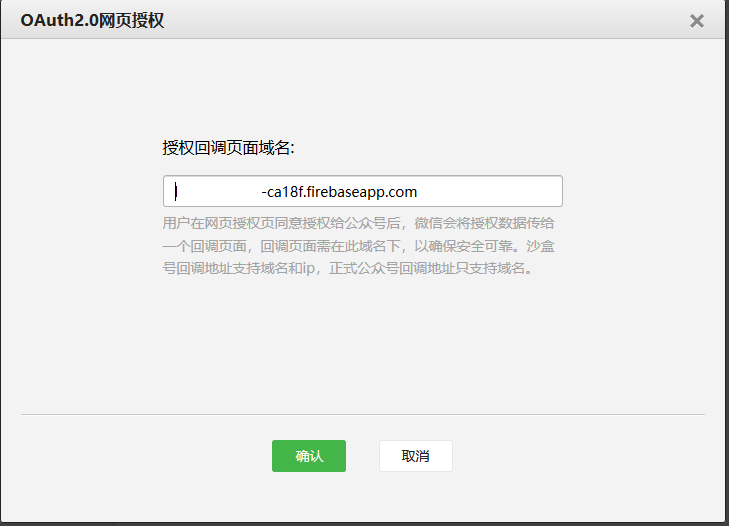 OAuth2.0网页授权
授权回调页面域名:
-ca18f.firebaseapp.com
用户在网页授权页同意授权给公众号后，微信会将授权数据传给
一个回调页面，回调页面需在此域名下，以确保安全可靠。沙盒
号回调地址支持域名和ip，正式公众号回调地址只支持域名。
确认
取消